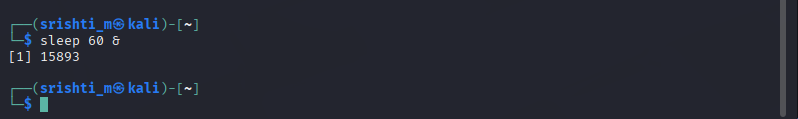 ┌──(srishti_m㉿kali)-[~]
└─$ sleep 60 &
[1] 15893
┌──(srishti_m㉿kali)-[~]
└─$